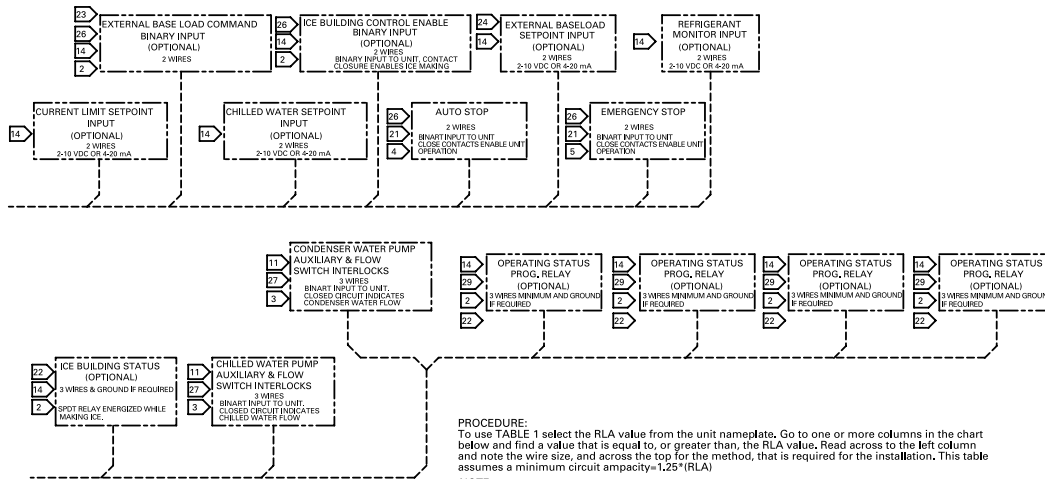 23
26
14
2
EXTERNAL BASE LOAD COMMAND
BINARY INPUT
(OPTIONAL)
2 WIRES
26
14
2
ICE BUILDING CONTROL ENABLE
BINARY INPUT
(OPTIONAL)
2 WIRES
BINARY INPUT TO UNIT, CONTACT
CLOSURE ENABLES ICE MAKING
24
14
EXTERNAL BASELOAD
SETPOINT INPUT
(OPTIONAL)
2 WIRES
2-10 VDC OR 4-20 mA
14
REFRIGERANT
MONITOR INPUT
(OPTIONAL)
2 WIRES
2-10 VDC OR 4-20 mA
14
CURRENT LIMIT SETPOINT
INPUT
(OPTIONAL)
2 WIRES
2-10 VDC OR 4-20 mA
14
CHILLED WATER SETPOINT
INPUT
(OPTIONAL)
2 WIRES
2-10 VDC OR 4-20 mA
26
21
4
AUTO STOP
2 WIRES
BINART INPUT TO UNIT
CLOSE CONTACTS ENABLE UNIT
OPERATION
26
21
5
EMERGENCY STOP
2 WIRES
BINART INPUT TO UNIT
CLOSE CONTACTS ENABLE UNIT
OPERATION
11
27
3
CONDENSER WATER PUMP
AUXILIARY & FLOW
SWITCH INTERLOCKS
3 WIRES
BINART INPUT TO UNIT.
CLOSED CIRCUIT INDICATES
CONDENSER WATER FLOW
14
29
2
22
OPERATING STATUS
PROG. RELAY
(OPTIONAL)
3 WIRES MINIMUM AND GROUND
IF REQUIRED
14
29
2
22
OPERATING STATUS
PROG. RELAY
(OPTIONAL)
3 WIRES MINIMUM AND GROUND
IF REQUIRED
14
29
2
22
OPERATING STATUS
PROG. RELAY
(OPTIONAL)
3 WIRES MINIMUM AND GROUND
IF REQUIRED
14
29
2
22
OPERATING STATUS
PROG. RELAY
(OPTIONAL)
3 WIRES MINIMUM AND
IF REQUIRED
22
14
2
ICE BUILDING STATUS
(OPTIONAL)
3 WIRES & GROUND IF REQUIRED
SPDT RELAY ENERGIZED WHILE
MAKING ICE.
11
27
3
CHILLED WATER PUMP
AUXILIARY & FLOW
SWITCH INTERLOCKS
3 WIRES
BINART INPUT TO UNIT.
CLOSED CIRCUIT INDICATES
CHILLED WATER FLOW
PROCEDURE:
To use TABLE 1 select the RLA value from the unit nameplate. Go to one or more columns in the chart
below and find a value that is equal to, or greater than, the RLA value. Read across to the left column
and note the wire size, and across the top for the method, that is required for the installation. This table
assumes a minimum circuit ampacity=1.25*(RLA)